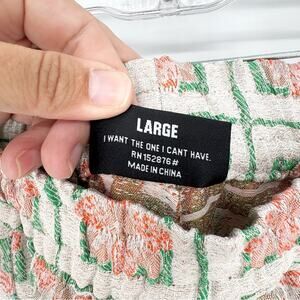 LARGE
I WANT THE ONE I CANT HAVE.
RN 152876#
MADE IN CHINA